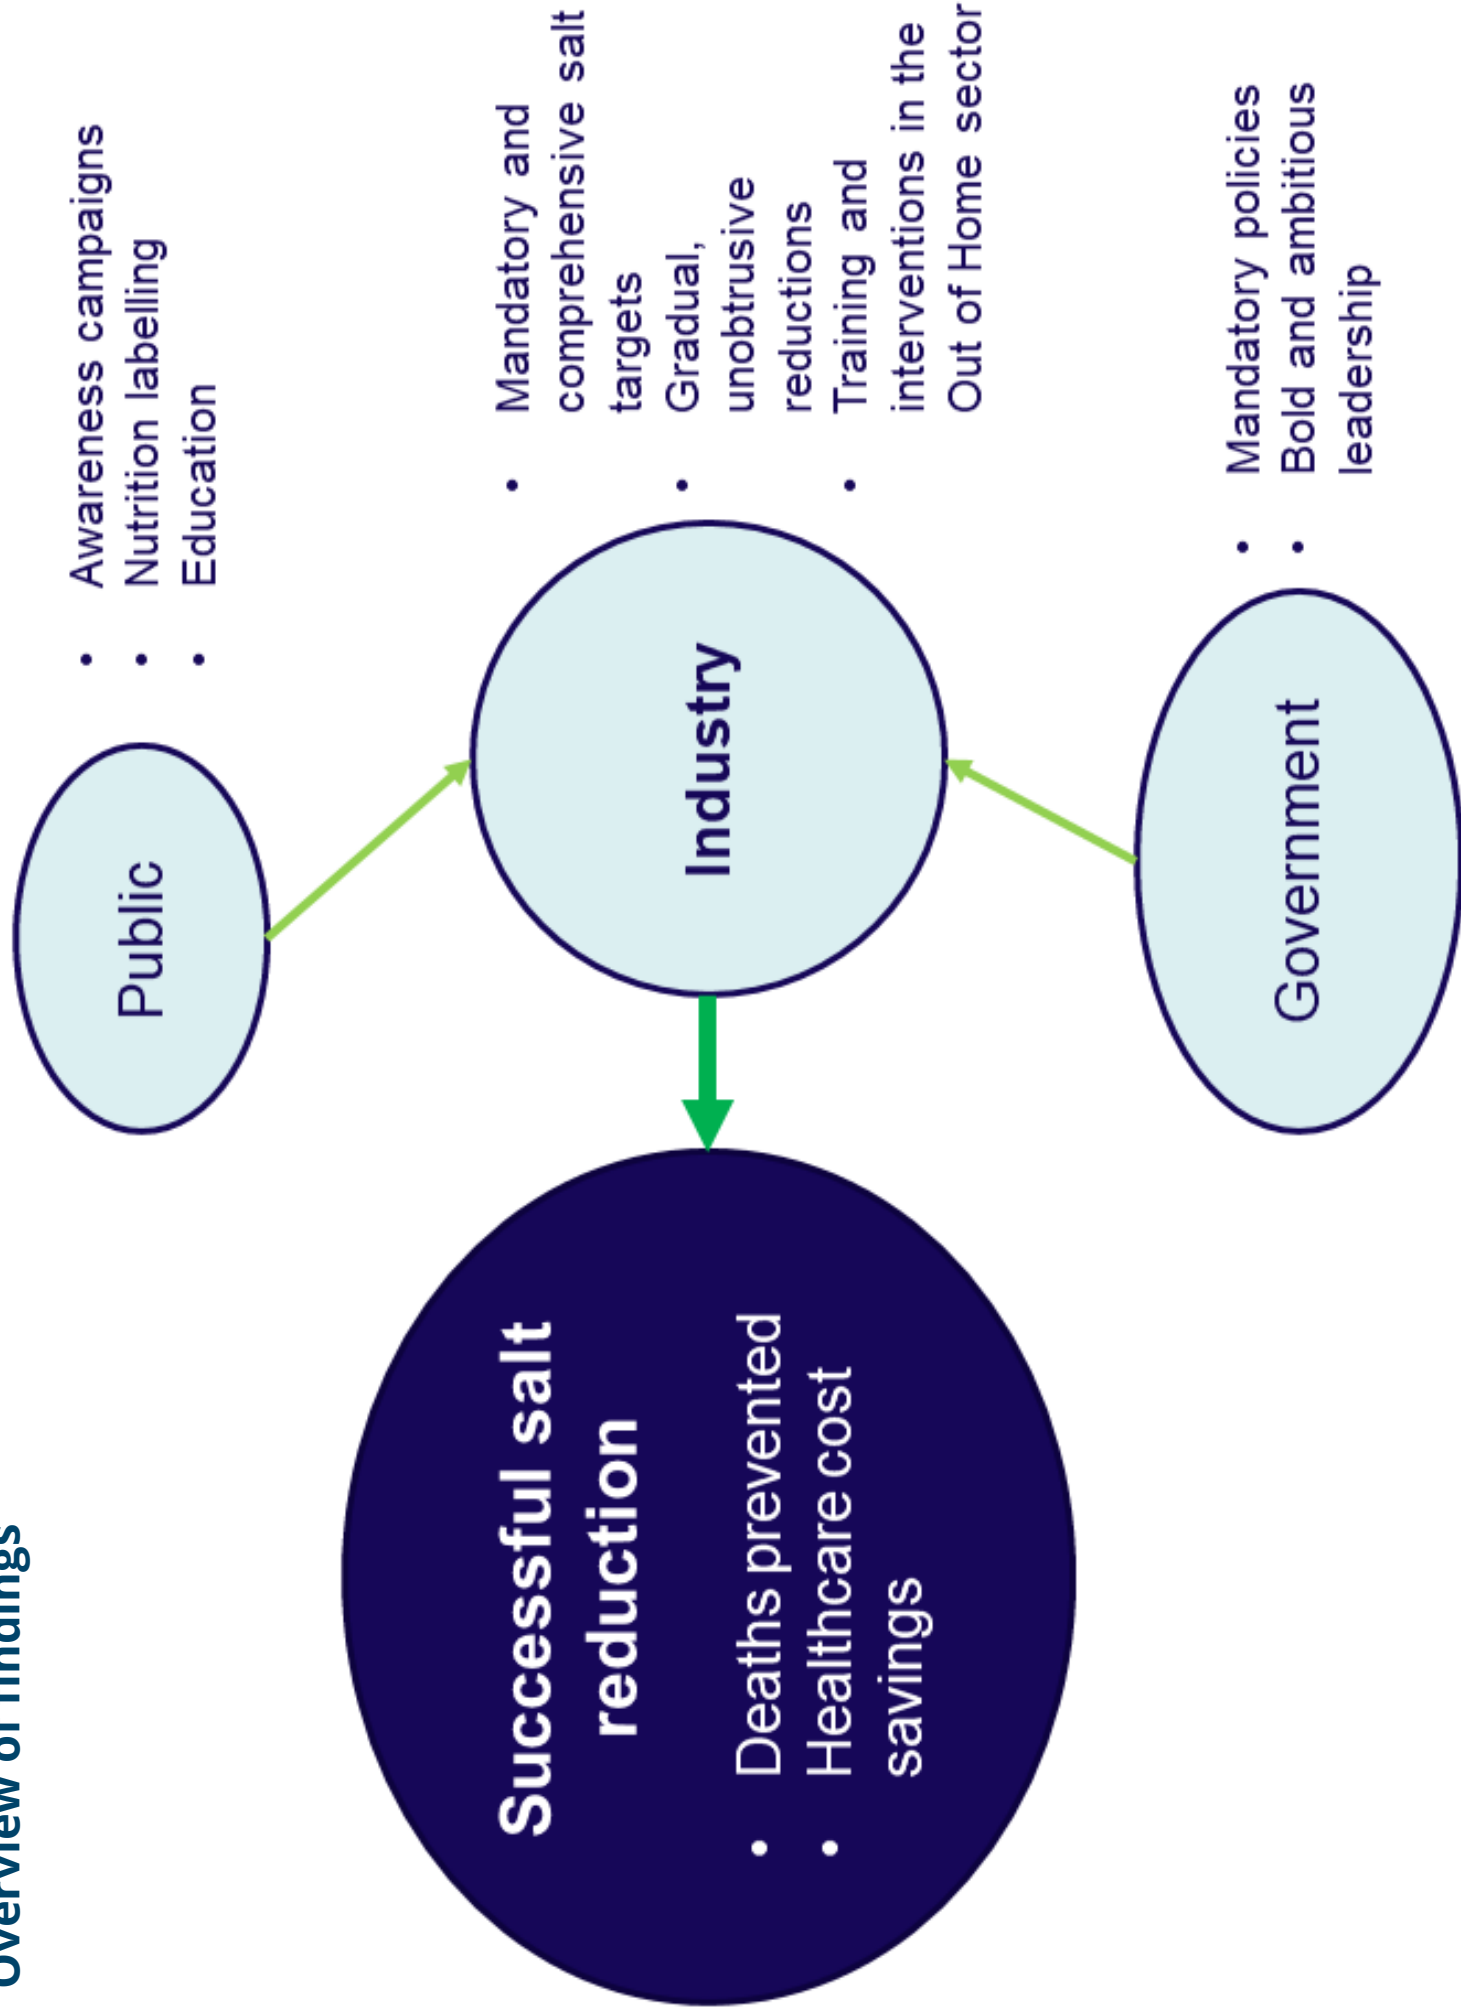 Overview of findings
Public
• Awareness campaigns
• Nutrition labelling
• Education
Successful salt
reduction
• Deaths prevented
• Healthcare cost
savings
Industry
• Mandatory and
comprehensive salt
targets
• Gradual,
unobtrusive
reductions
• Training and
interventions in the
Out of Home sector
Government
• Mandatory policies
• Bold and ambitious
leadership